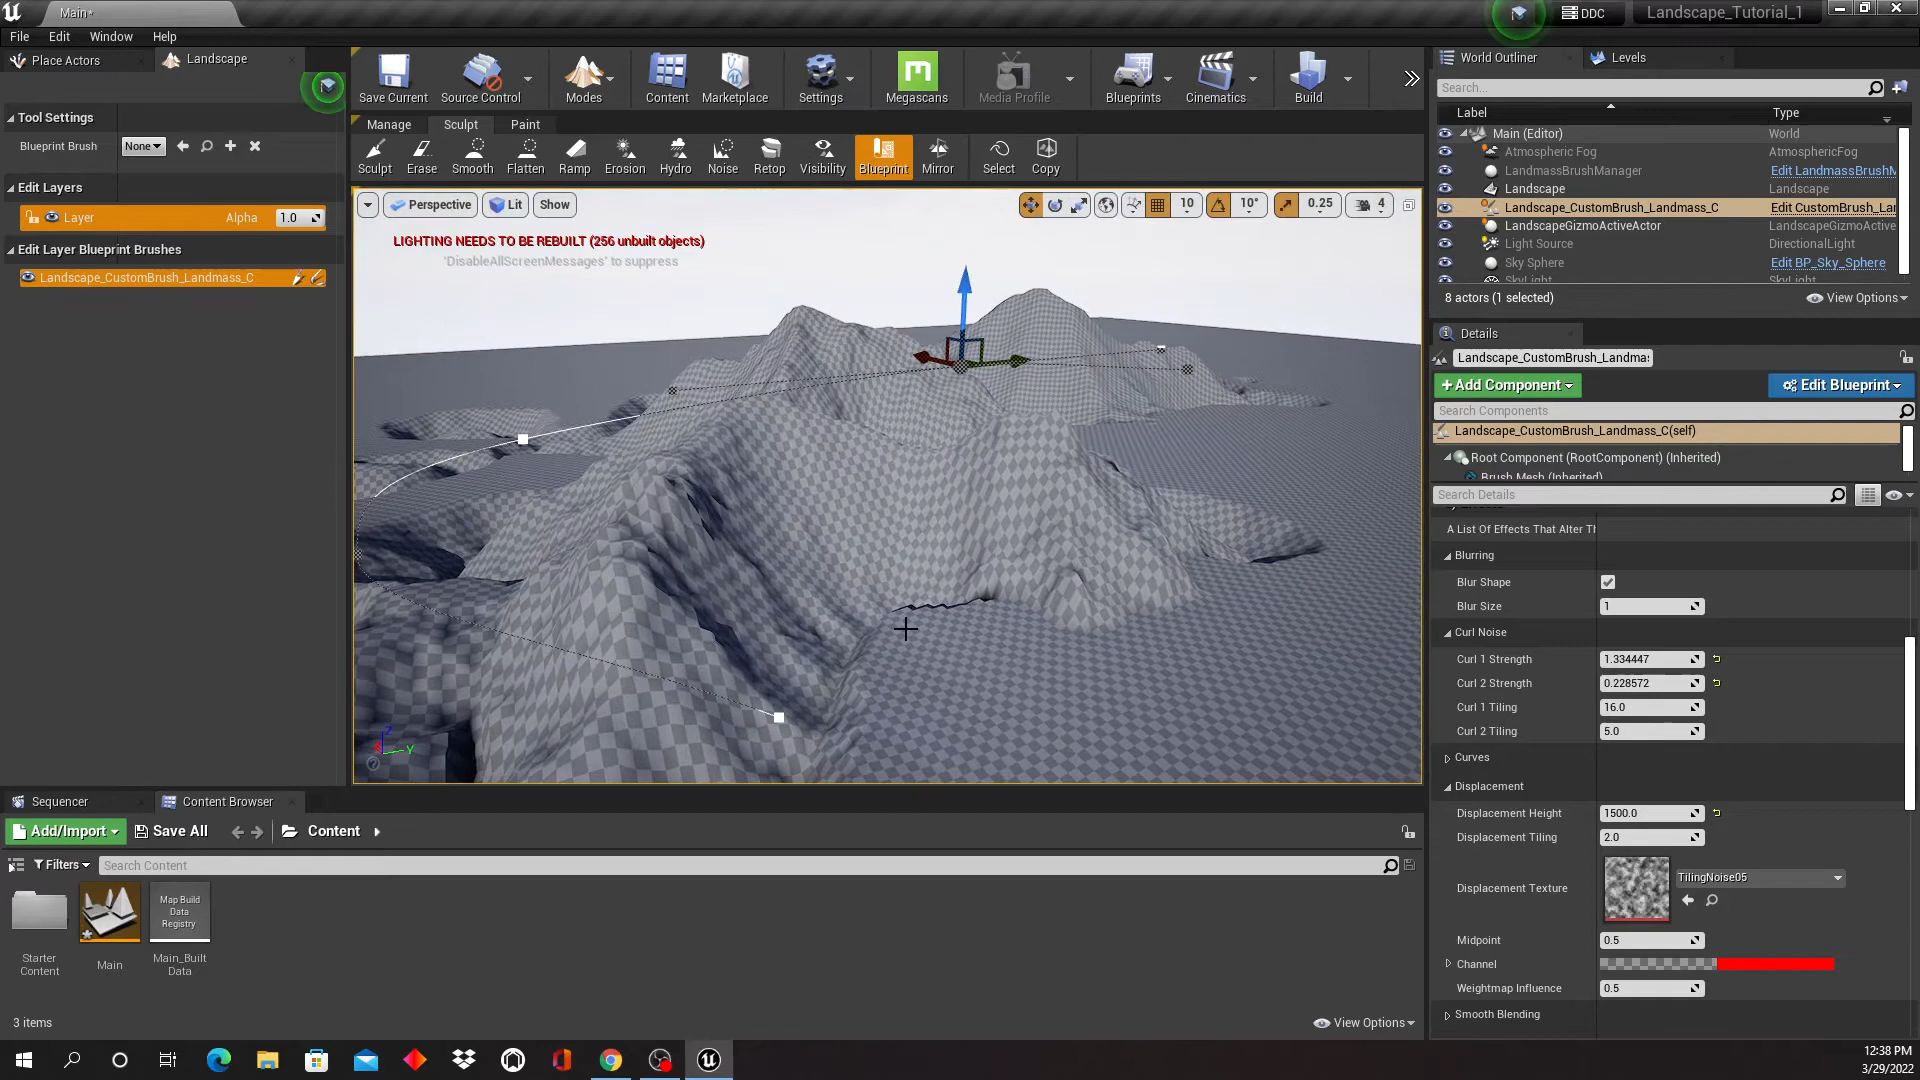 Main*
DDC
Landscape_Tutorial_1
File Edit Window Help
Place Actors
Landscape
Tool Settings
Blueprint Brush
None
Edit Layers
Layer
Alpha
1.0
Edit Layer Blueprint Brushes
Landscape_CustomBrush_Landmass_C
Save Current
Source Control
Modes
Content
Marketplace
Settings
Megascans
Media Profile
Blueprints
Cinematics
Build
Manage
Sculpt
Paint
Sculpt
Erase
Smooth
Flatten
Ramp
Erosion
Hydro
Noise
Retop
Visibility
Blueprint
Mirror
Select
Copy
Perspective
Lit
Show
10
10°
0.25
4
LIGHTING NEEDS TO BE REBUILT (256 unbuilt objects)
'DisableAllScreenMessages' to suppress
Z
Y
World Outliner
Levels
Search...
Label
Type
Main (Editor)
World
Atmospheric Fog
AtmosphericFog
LandmassBrushManager
Edit LandmassBrushM
Landscape
Landscape
Landscape_CustomBrush_Landmass_C
Edit CustomBrush_Lar
LandscapeGizmoActiveActor
LandscapeGizmoActive
Light Source
DirectionalLight
Sky Sphere
Edit BP_Sky_Sphere
SkyLight
SkyLight
8 actors (1 selected)
View Options
Details
Landscape_CustomBrush_Landma
+Add Component
Edit Blueprint
Search Components
Landscape_CustomBrush_Landmass_C(self)
Root Component (RootComponent) (Inherited)
Brush Mesh (Inherited)
Search Details
A List Of Effects That Alter Th
Blurring
Blur Shape
Blur Size
1
Curl Noise
Curl 1 Strength
1.334447
Curl 2 Strength
0.228572
Curl 1 Tiling
16.0
Curl 2 Tiling
5.0
Curves
Displacement
Displacement Height
1500.0
Displacement Tiling
2.0
Displacement Texture
TilingNoise05
Midpoint
0.5
Channel
Weightmap Influence
0.5
Smooth Blending
Sequencer
Content Browser
Add/Import
Save All
Content
Filters
Search Content
Map Build
Data
Registry
Starter
Content
Main
Main_Built
Data
3 items
View Options
12:38 PM
3/29/2022